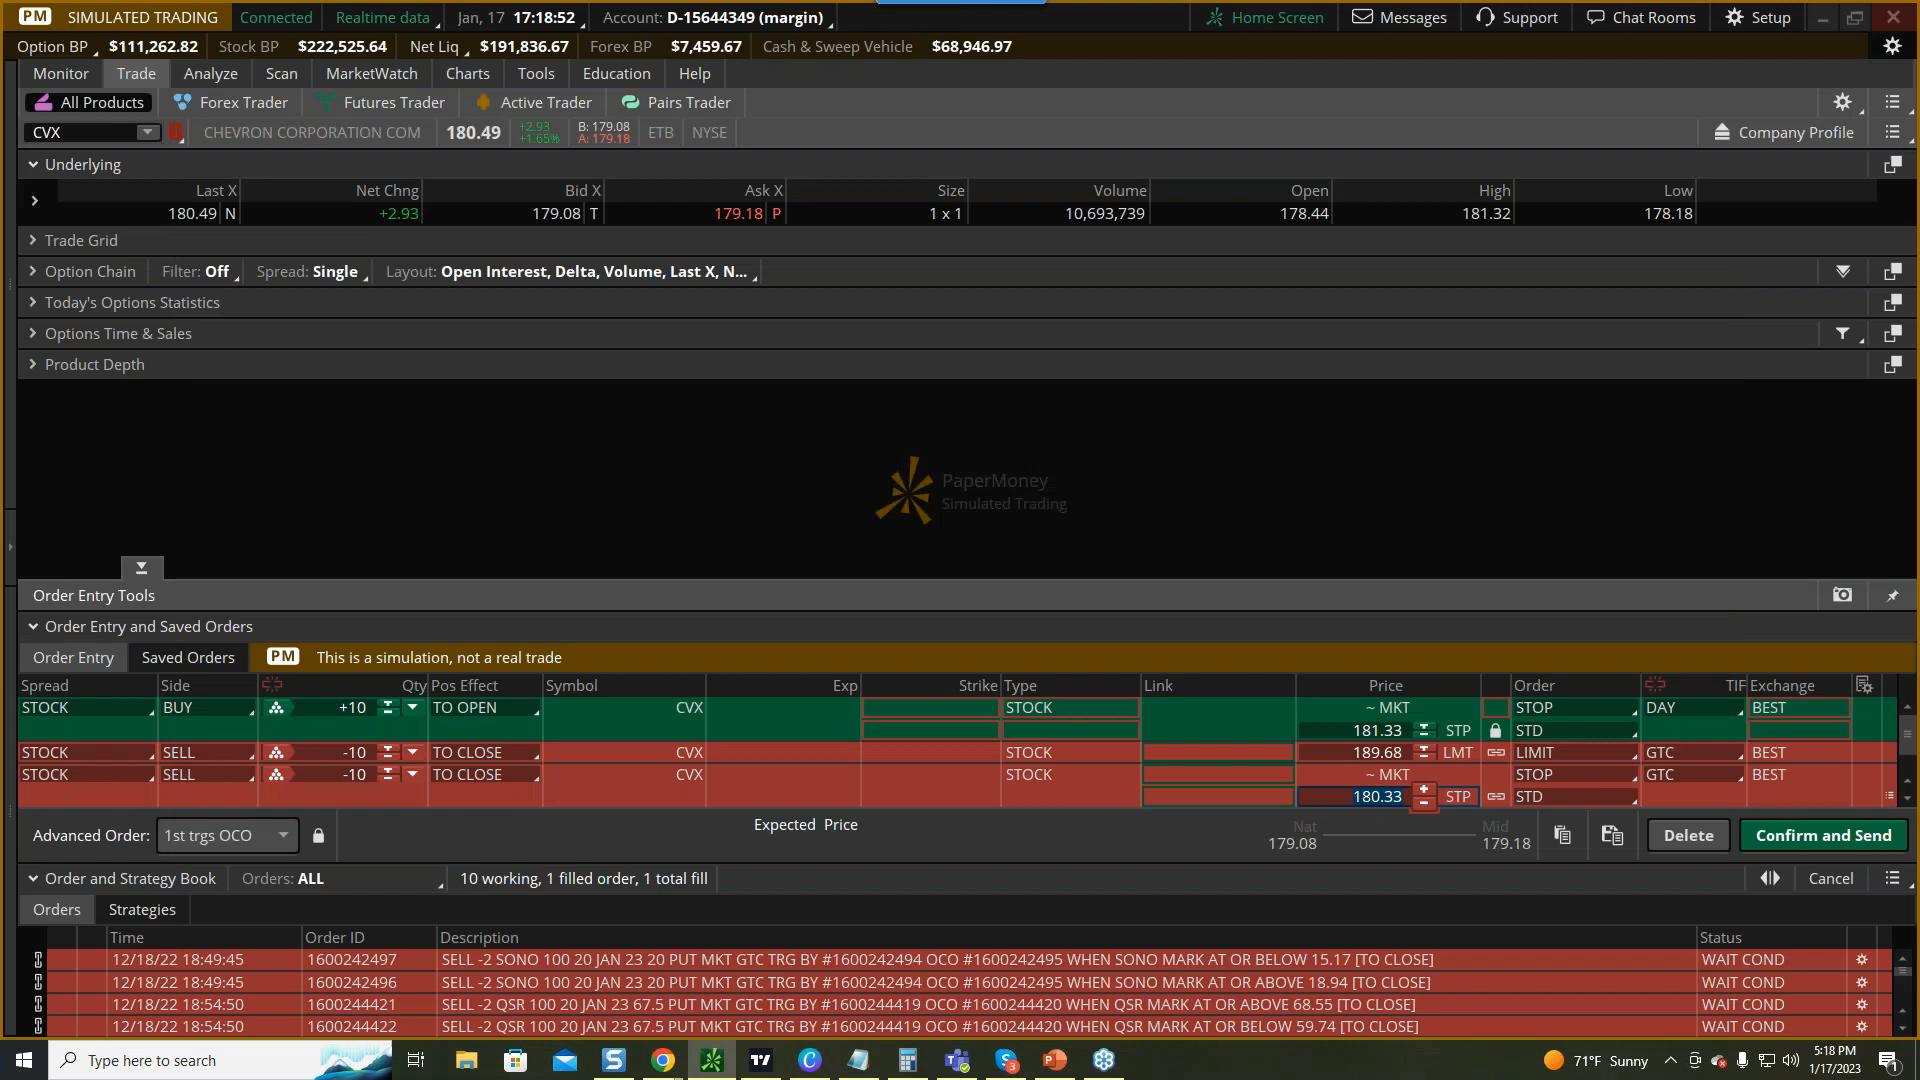 PM SIMULATED TRADING Connected Realtime data Jan, 17 17:18:52 Account: D-15644349 (margin) Home Screen Messages Support Chat Rooms Setup
Option BP $111,262.82 Stock BP $222,525.64 Net Liq $191,836.67 Forex BP $7,459.67 Cash & Sweep Vehicle $68,946.97
Monitor Trade Analyze Scan MarketWatch Charts Tools Education Help
All Products Forex Trader Futures Trader Active Trader Pairs Trader
CVX CHEVRON CORPORATION COM 180.49 +2.93 +1.65% B: 179.08 A: 179.18 ETB NYSE Company Profile
Underlying
Last X Net Chng Bid X Ask X Size Volume Open High Low
180.49 N +2.93 179.08 T 179.18 P 1 x 1 10,693,739 178.44 181.32 178.18
Trade Grid
Option Chain Filter: Off Spread: Single Layout: Open Interest, Delta, Volume, Last X, N...
Today's Options Statistics
Options Time & Sales
Product Depth
PaperMoney
Simulated Trading
Order Entry Tools
Order Entry and Saved Orders
Order Entry Saved Orders PM This is a simulation, not a real trade
Spread Side Qty Pos Effect Symbol Exp Strike Type Link Price Order TIF Exchange
STOCK BUY +10 TO OPEN CVX STOCK ~ MKT STOP DAY BEST
181.33 STP STD
STOCK SELL -10 TO CLOSE CVX STOCK 189.68 LMT LIMIT GTC BEST
STOCK SELL -10 TO CLOSE CVX STOCK ~ MKT STOP GTC BEST
180.33 STP STD
Advanced Order: 1st trgs OCO Expected Price Nat 179.08 Mid 179.18 Delete Confirm and Send
Order and Strategy Book Orders: ALL 10 working, 1 filled order, 1 total fill Cancel
Orders Strategies
Time Order ID Description Status
12/18/22 18:49:45 1600242497 SELL -2 SONO 100 20 JAN 23 20 PUT MKT GTC TRG BY #1600242494 OCO #1600242495 WHEN SONO MARK AT OR BELOW 15.17 [TO CLOSE] WAIT COND
12/18/22 18:49:45 1600242496 SELL -2 SONO 100 20 JAN 23 20 PUT MKT GTC TRG BY #1600242494 OCO #1600242495 WHEN SONO MARK AT OR ABOVE 18.94 [TO CLOSE] WAIT COND
12/18/22 18:54:50 1600244421 SELL -2 QSR 100 20 JAN 23 67.5 PUT MKT GTC TRG BY #1600244419 OCO #1600244420 WHEN QSR MARK AT OR ABOVE 68.55 [TO CLOSE] WAIT COND
12/18/22 18:54:50 1600244422 SELL -2 QSR 100 20 JAN 23 67.5 PUT MKT GTC TRG BY #1600244419 OCO #1600244420 WHEN QSR MARK AT OR BELOW 59.74 [TO CLOSE] WAIT COND
Type here to search 71°F Sunny 5:18 PM
1/17/2023